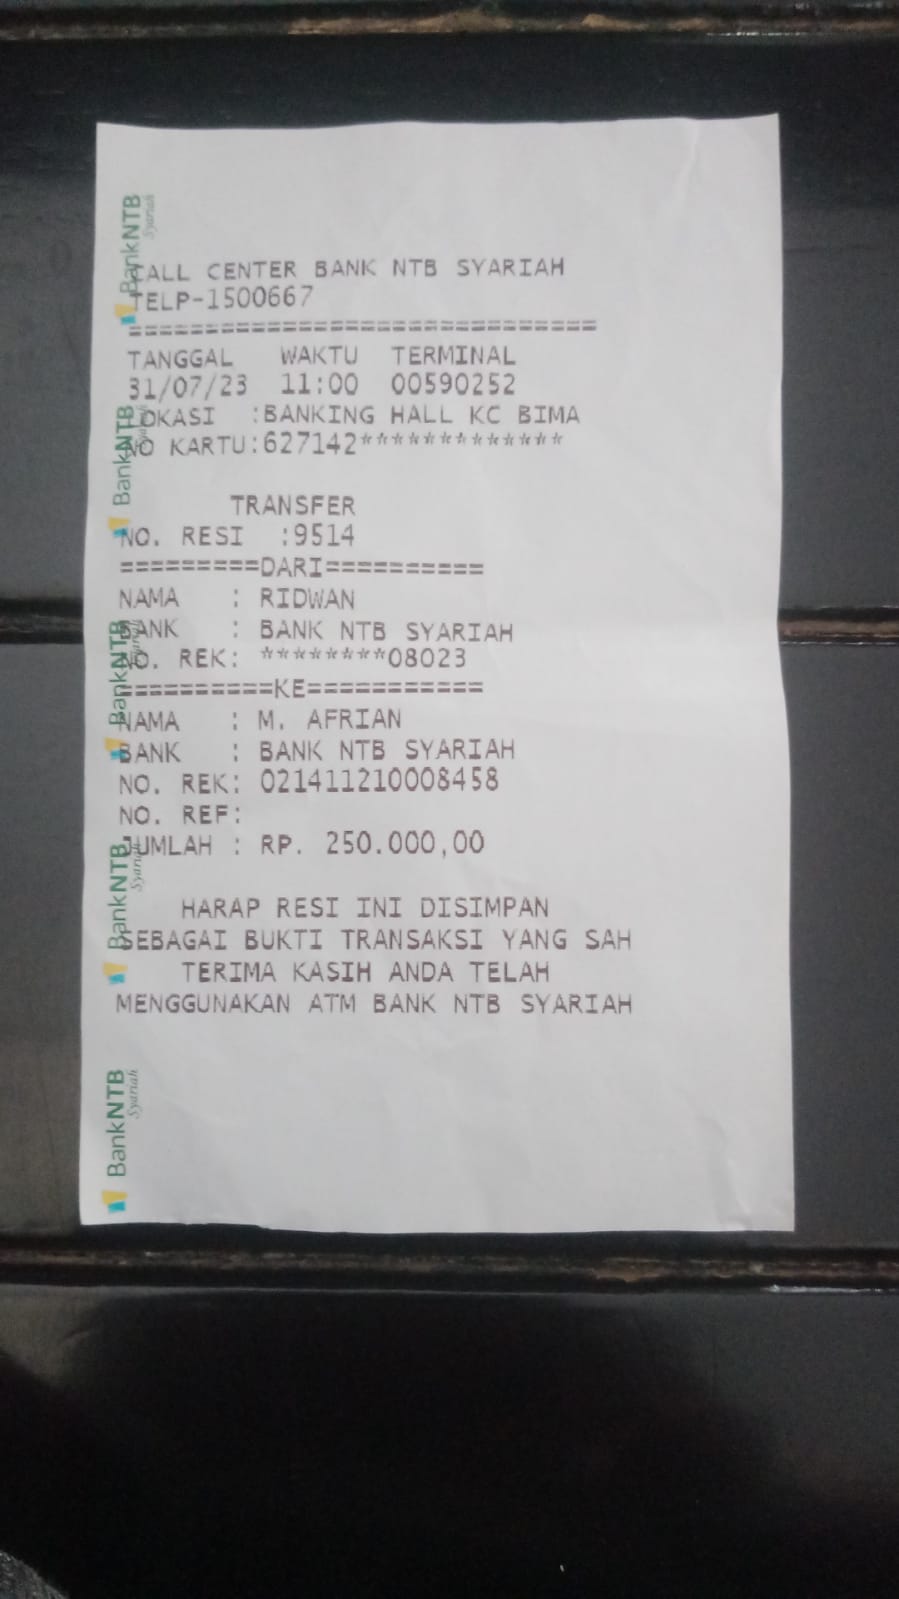 CALL CENTER BANK NTB SYARIAH
TELP-1500667
==============================
TANGGAL WAKTU TERMINAL
31/07/23 11:00 00590252
LOKASI :BANKING HALL KC BIMA
NO KARTU:627142*************
TRANSFER
NO. RESI :9514
=========DARI==========
NAMA : RIDWAN
BANK : BANK NTB SYARIAH
NO. REK: ********08023
==========KE===========
NAMA : M. AFRIAN
BANK : BANK NTB SYARIAH
NO. REK: 021411210008458
NO. REF:
JUMLAH : RP. 250.000,00
HARAP RESI INI DISIMPAN
SEBAGAI BUKTI TRANSAKSI YANG SAH
TERIMA KASIH ANDA TELAH
MENGGUNAKAN ATM BANK NTB SYARIAH
BankNTB
Syariah
BankNTB
Syariah
BankNTB
Syariah
BankNTB
Syariah
BankNTB
Syariah